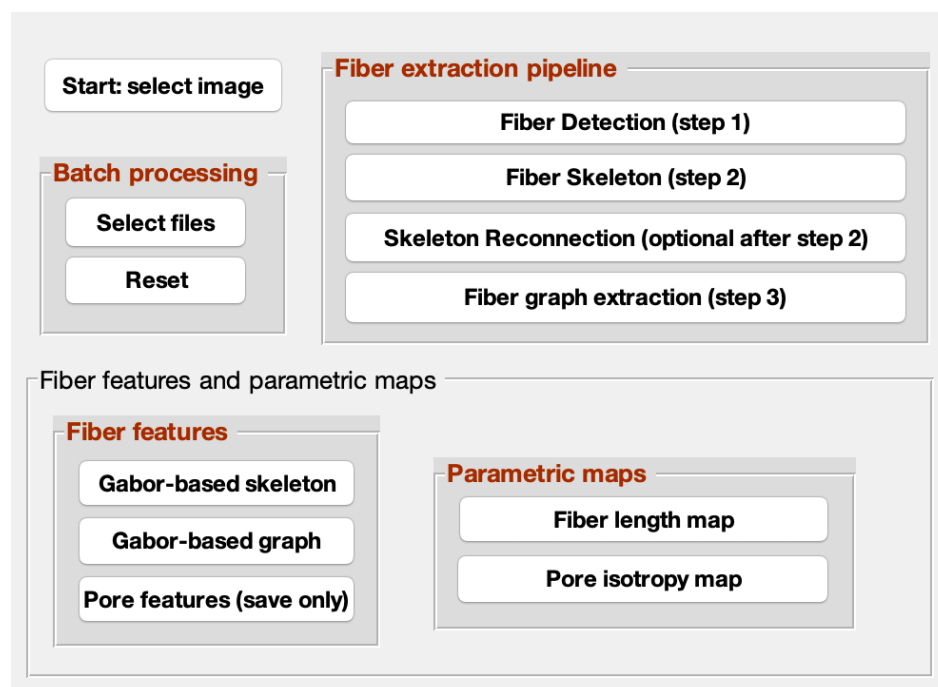 Start: select image
Batch processing
Select files
Reset
Fiber extraction pipeline
Fiber Detection (step 1)
Fiber Skeleton (step 2)
Skeleton Reconnection (optional after step 2)
Fiber graph extraction (step 3)
Fiber features and parametric maps
Fiber features
Gabor-based skeleton
Gabor-based graph
Pore features (save only)
Parametric maps
Fiber length map
Pore isotropy map